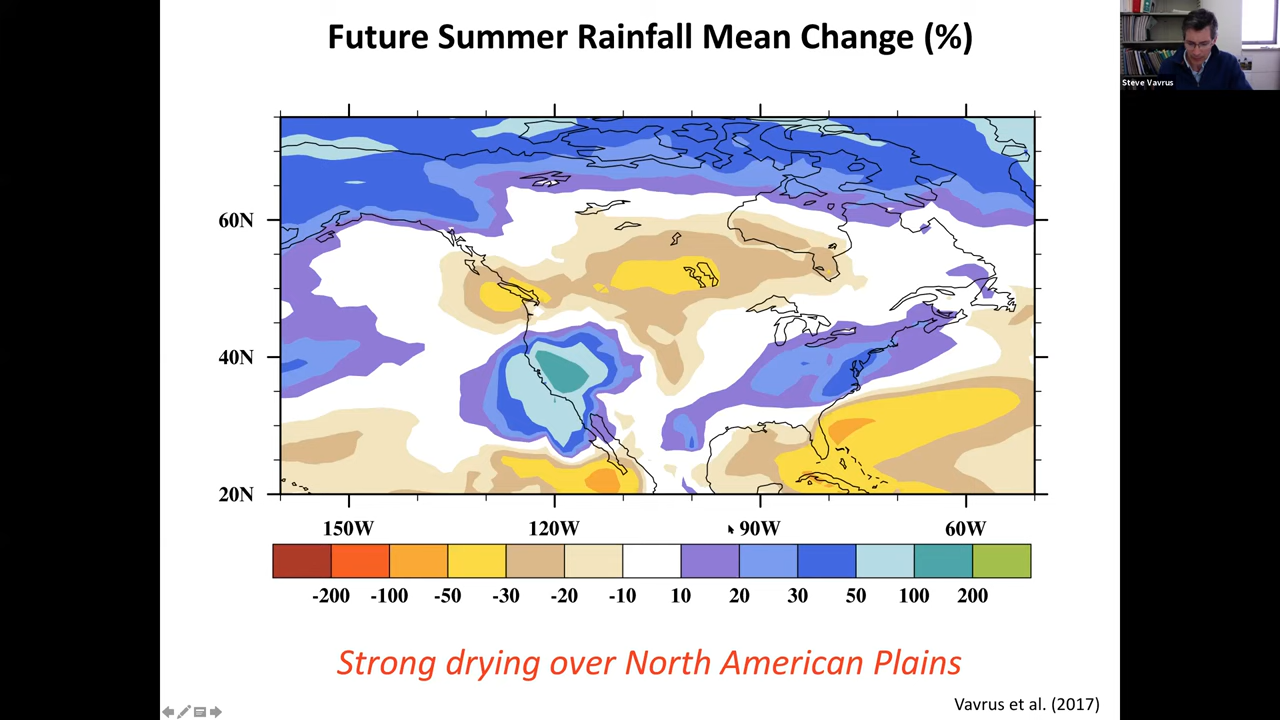 Future Summer Rainfall Mean Change (%)
Steve Vavrus
60N
40N
20N
150W 120W 90W 60W
-200 -100 -50 -30 -20 -10 10 20 30 50 100 200
Strong drying over North American Plains
Vavrus et al. (2017)